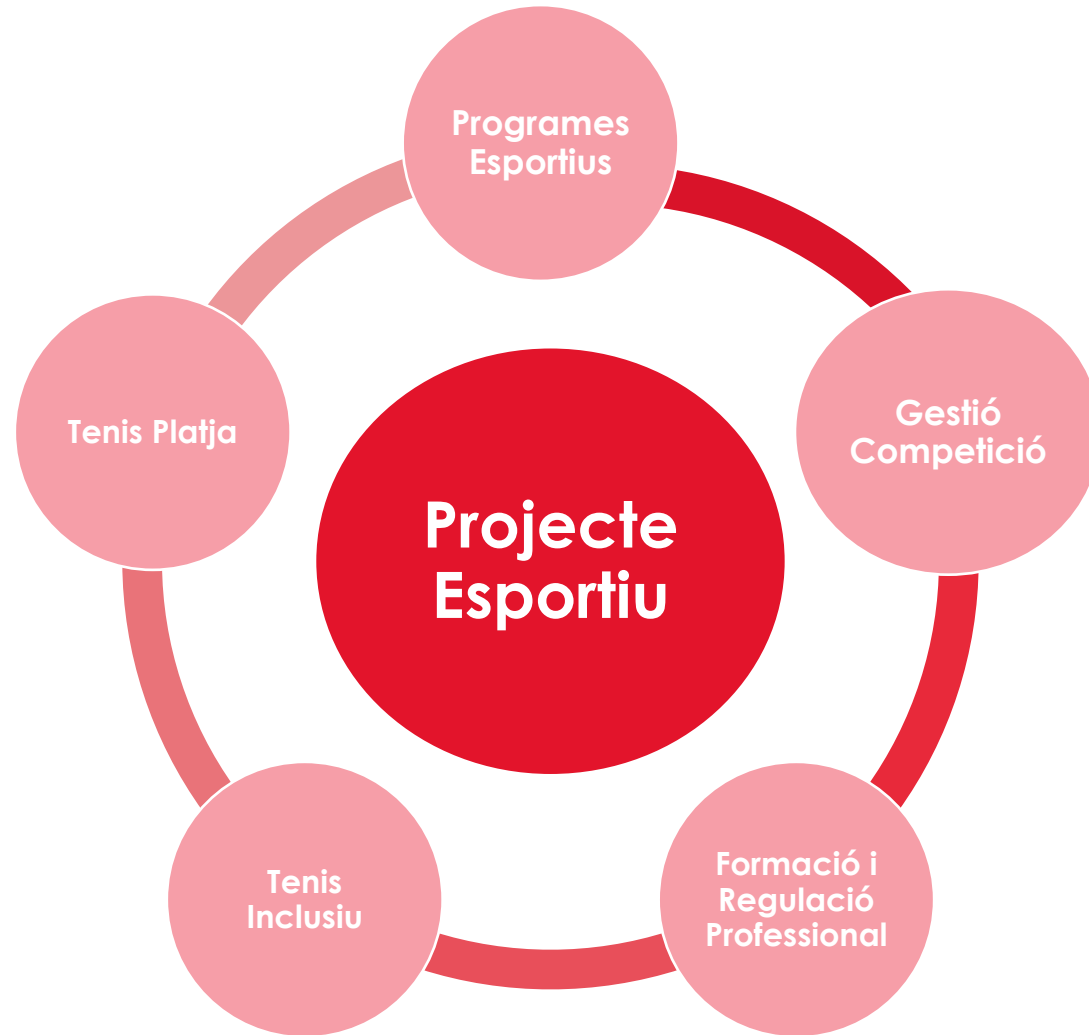 Programes
Esportius
Gestió
Competició
Formació i
Regulació
Professional
Tenis
Inclusiu
Tenis Platja
Projecte
Esportiu